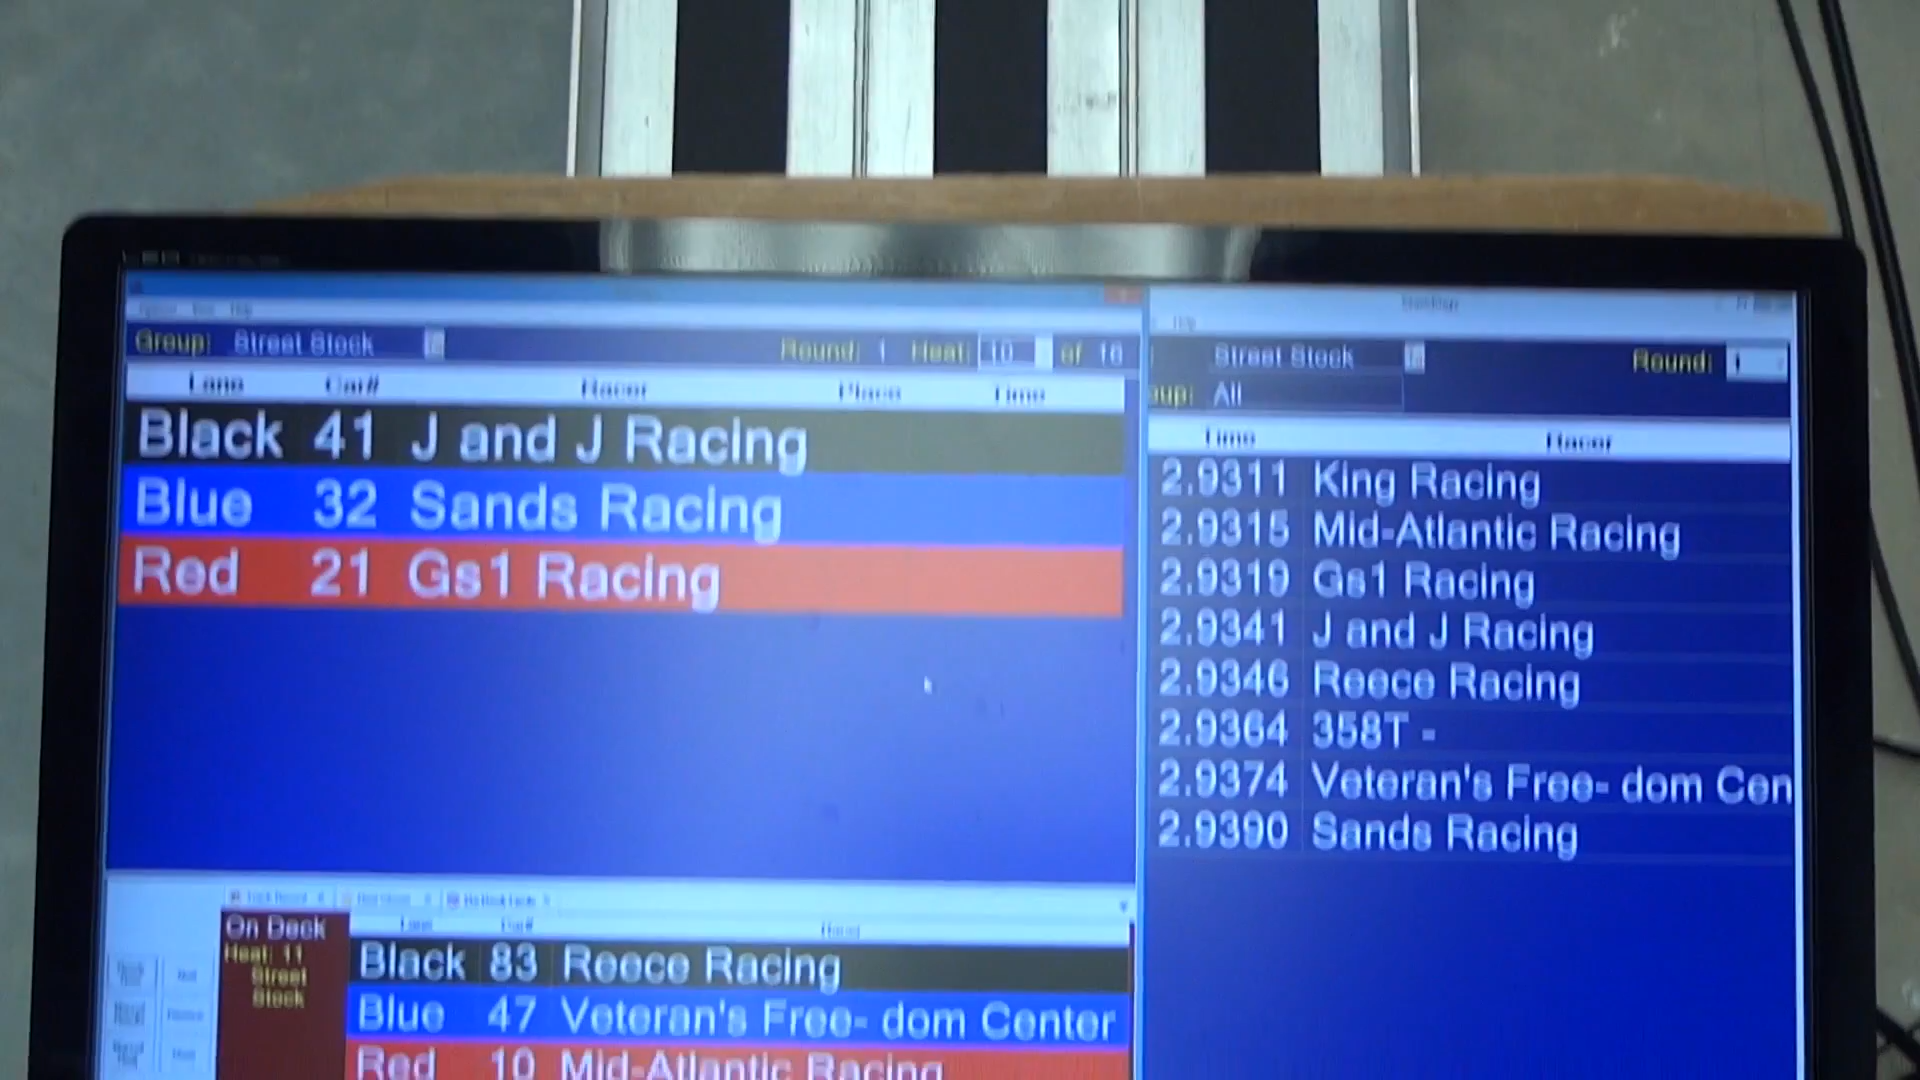 Group: Street Stock Round: 1 Heat: 10 of 16
Lane Car# Racer Place Time
Black 41 J and J Racing
Blue 32 Sands Racing
Red 21 Gs1 Racing
On Deck
Heat: 11
Street
Stock
Lane Car# Racer
Black 83 Reece Racing
Blue 47 Veteran's Free- dom Center
Red 10 Mid-Atlantic Racing
Standings
Help
Street Stock Round: 1
oup: All
Time Racer
2.9311 King Racing
2.9315 Mid-Atlantic Racing
2.9319 Gs1 Racing
2.9341 J and J Racing
2.9346 Reece Racing
2.9364 358T -
2.9374 Veteran's Free- dom Cen
2.9390 Sands Racing